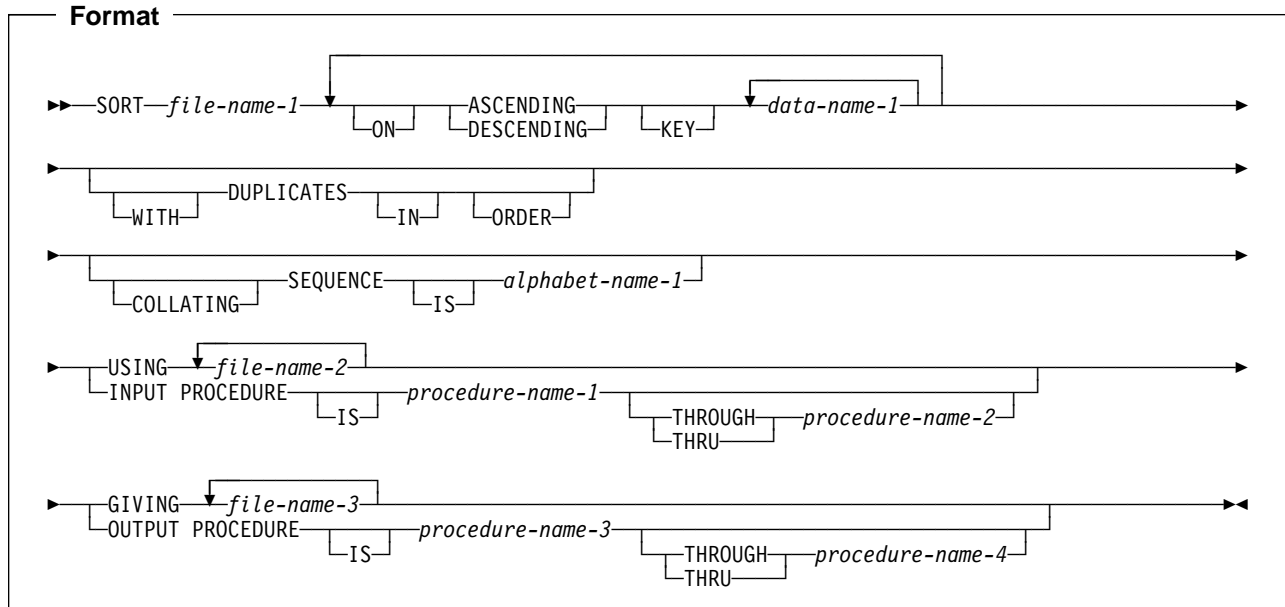 Format
SORT file-name-1 ASCENDING data-name-1
ON DESCENDING KEY
DUPLICATES
WITH IN ORDER
SEQUENCE alphabet-name-1
COLLATING IS
USING file-name-2
INPUT PROCEDURE procedure-name-1
IS THROUGH procedure-name-2
THRU
GIVING file-name-3
OUTPUT PROCEDURE procedure-name-3
IS THROUGH procedure-name-4
THRU